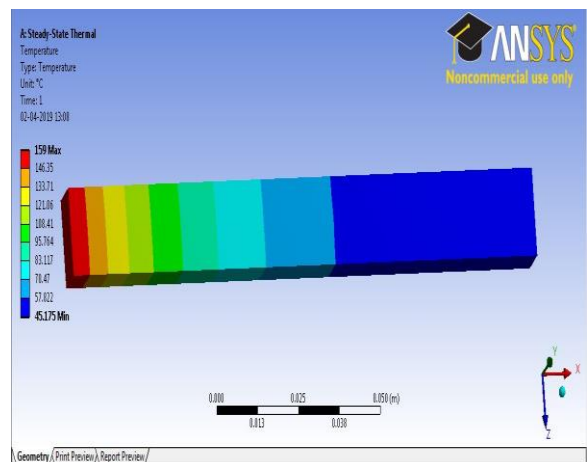 A: Steady-State Thermal
Temperature
Type: Temperature
Unit: °C
Time: 1
02-04-2019 13:08
ANSYS
Noncommercial use only
159 Max
146.35
133.71
121.06
108.41
95.764
83.117
70.47
57.822
45.175 Min
Y
X
Z
0.000
0.025
0.050 (m)
0.013
0.038
Geometry / Print Preview / Report Preview /